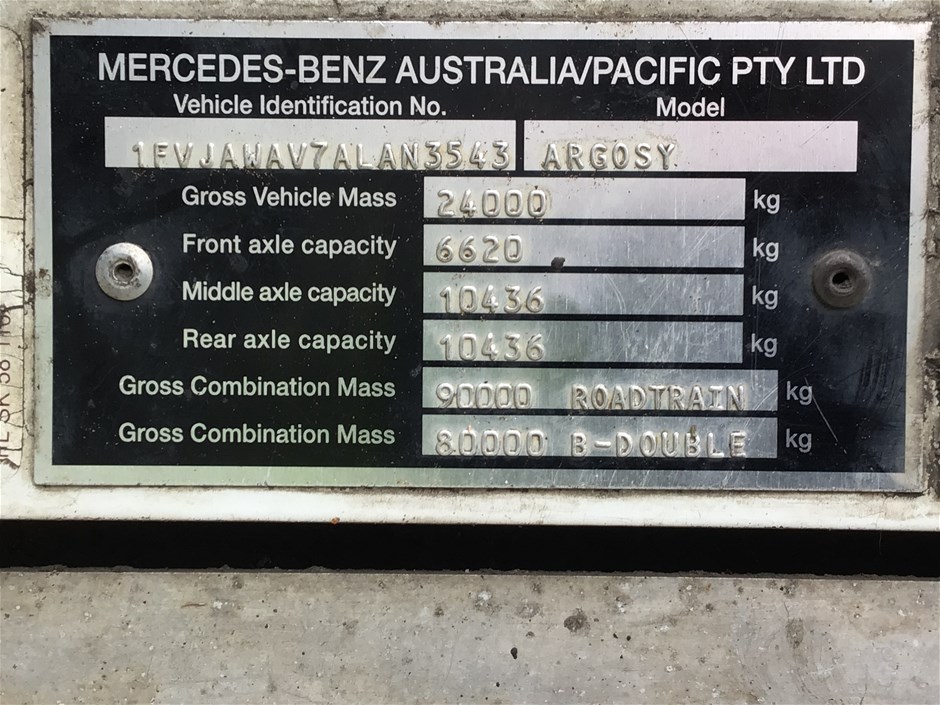 MERCEDES-BENZ AUSTRALIA/PACIFIC PTY LTD
Vehicle Identification No. Model
1FVJAWAV7ALAN3543 ARGOSY
Gross Vehicle Mass 24000 kg
Front axle capacity 6620 kg
Middle axle capacity 10436 kg
Rear axle capacity 10436 kg
Gross Combination Mass 90000 ROADTRAIN kg
Gross Combination Mass 80000 B-DOUBLE kg